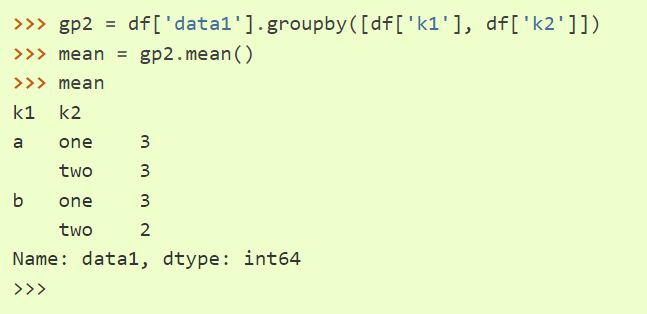 >>> gp2 = df['data1'].groupby([df['k1'], df['k2']])
>>> mean = gp2.mean()
>>> mean
k1  k2
a   one    3
    two    3
b   one    3
    two    2
Name: data1, dtype: int64
>>>